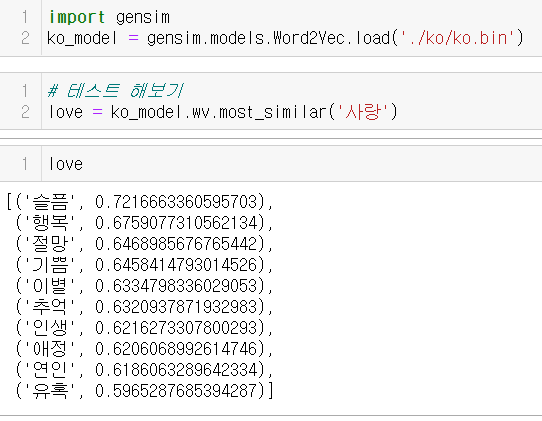 1 import gensim
2 ko_model = gensim.models.Word2Vec.load('./ko/ko.bin')
1 # 테스트 해보기
2 love = ko_model.wv.most_similar('사랑')
1 love
[('슬픔', 0.7216663360595703),
('행복', 0.6759077310562134),
('절망', 0.6468985676765442),
('기쁨', 0.6458414793014526),
('이별', 0.6334798336029053),
('추억', 0.6320937871932983),
('인생', 0.6216273307800293),
('애정', 0.6206068992614746),
('연인', 0.6186063289642334),
('유혹', 0.5965287685394287)]